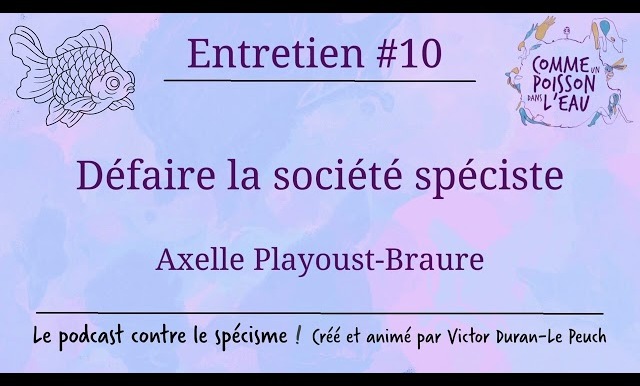 Entretien #10
COMME UN
POISSON
DANS L'EAU
Défaire la société spéciste
Axelle Playoust-Braure
Le podcast contre le spécisme ! Créé et animé par Victor Duran-Le Peuch